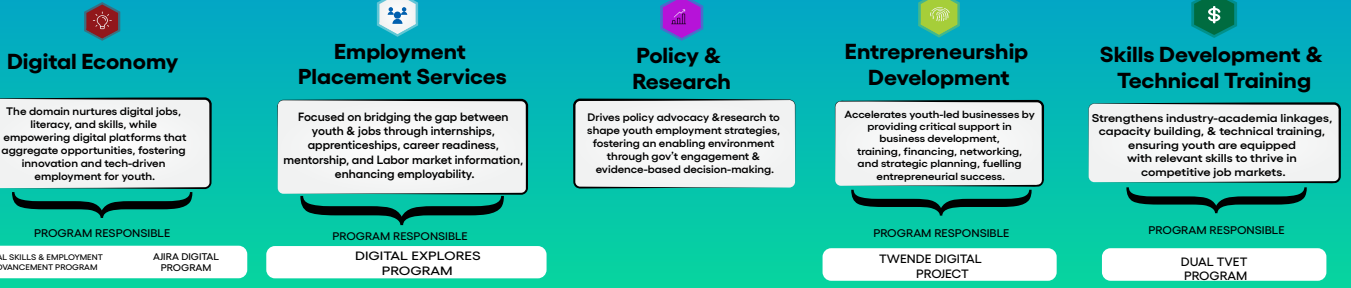 Digital Economy
The domain nurtures digital jobs,
literacy, and skills, while
empowering digital platforms that
aggregate opportunities, fostering
innovation and tech-driven
employment for youth.
PROGRAM RESPONSIBLE
SKILLS & EMPLOYMENT
PROGRAM
AJIRA DIGITAL
PROGRAM
Employment
Placement Services
Focused on bridging the gap between
youth & jobs through internships,
apprenticeships, career readiness,
mentorship, and Labor market information,
enhancing employability.
PROGRAM RESPONSIBLE
DIGITAL EXPLORES
PROGRAM
Policy &
Research
Drives policy advocacy &research to
shape youth employment strategies,
fostering an enabling environment
through gov't engagement &
evidence-based decision-making.
Entrepreneurship
Development
Accelerates youth-led businesses by
providing critical support in
business development,
training, financing, networking,
and strategic planning, fuelling
entrepreneurial success.
PROGRAM RESPONSIBLE
TWENDE DIGITAL
PROJECT
$
Skills Development &
Technical Training
Strengthens industry-academia linkages,
capacity building, & technical training,
ensuring youth are equipped
with relevant skills to thrive in
competitive job markets.
PROGRAM RESPONSIBLE
DUAL TVET
PROGRAM